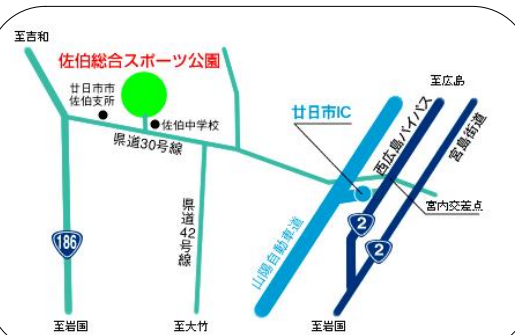 至吉和
佐伯総合スポーツ公園
廿日市市
佐伯支所
佐伯中学校
県道30号線
県道42号線
186
至岩国
至大竹
廿日市IC
山陽自動車道
西広島バイパス
宮島街道
至広島
宮内交差点
2
2
至岩国